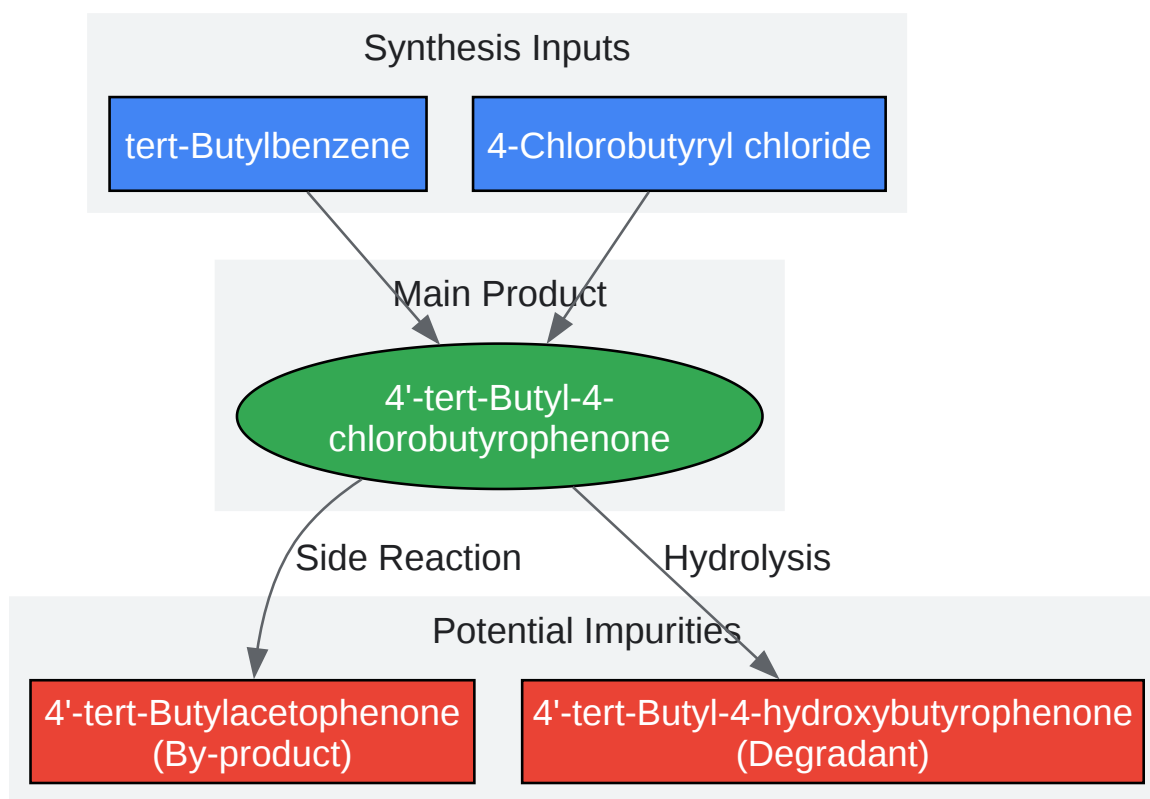 Synthesis Inputs
tert-Butylbenzene
4-Chlorobutyryl chloride
Main Product
4'-tert-Butyl-4-
chlorobutyrophenone
Side Reaction
Hydrolysis
Potential Impurities
4'-tert-Butylacetophenone
(By-product)
4'-tert-Butyl-4-hydroxybutyrophenone
(Degradant)